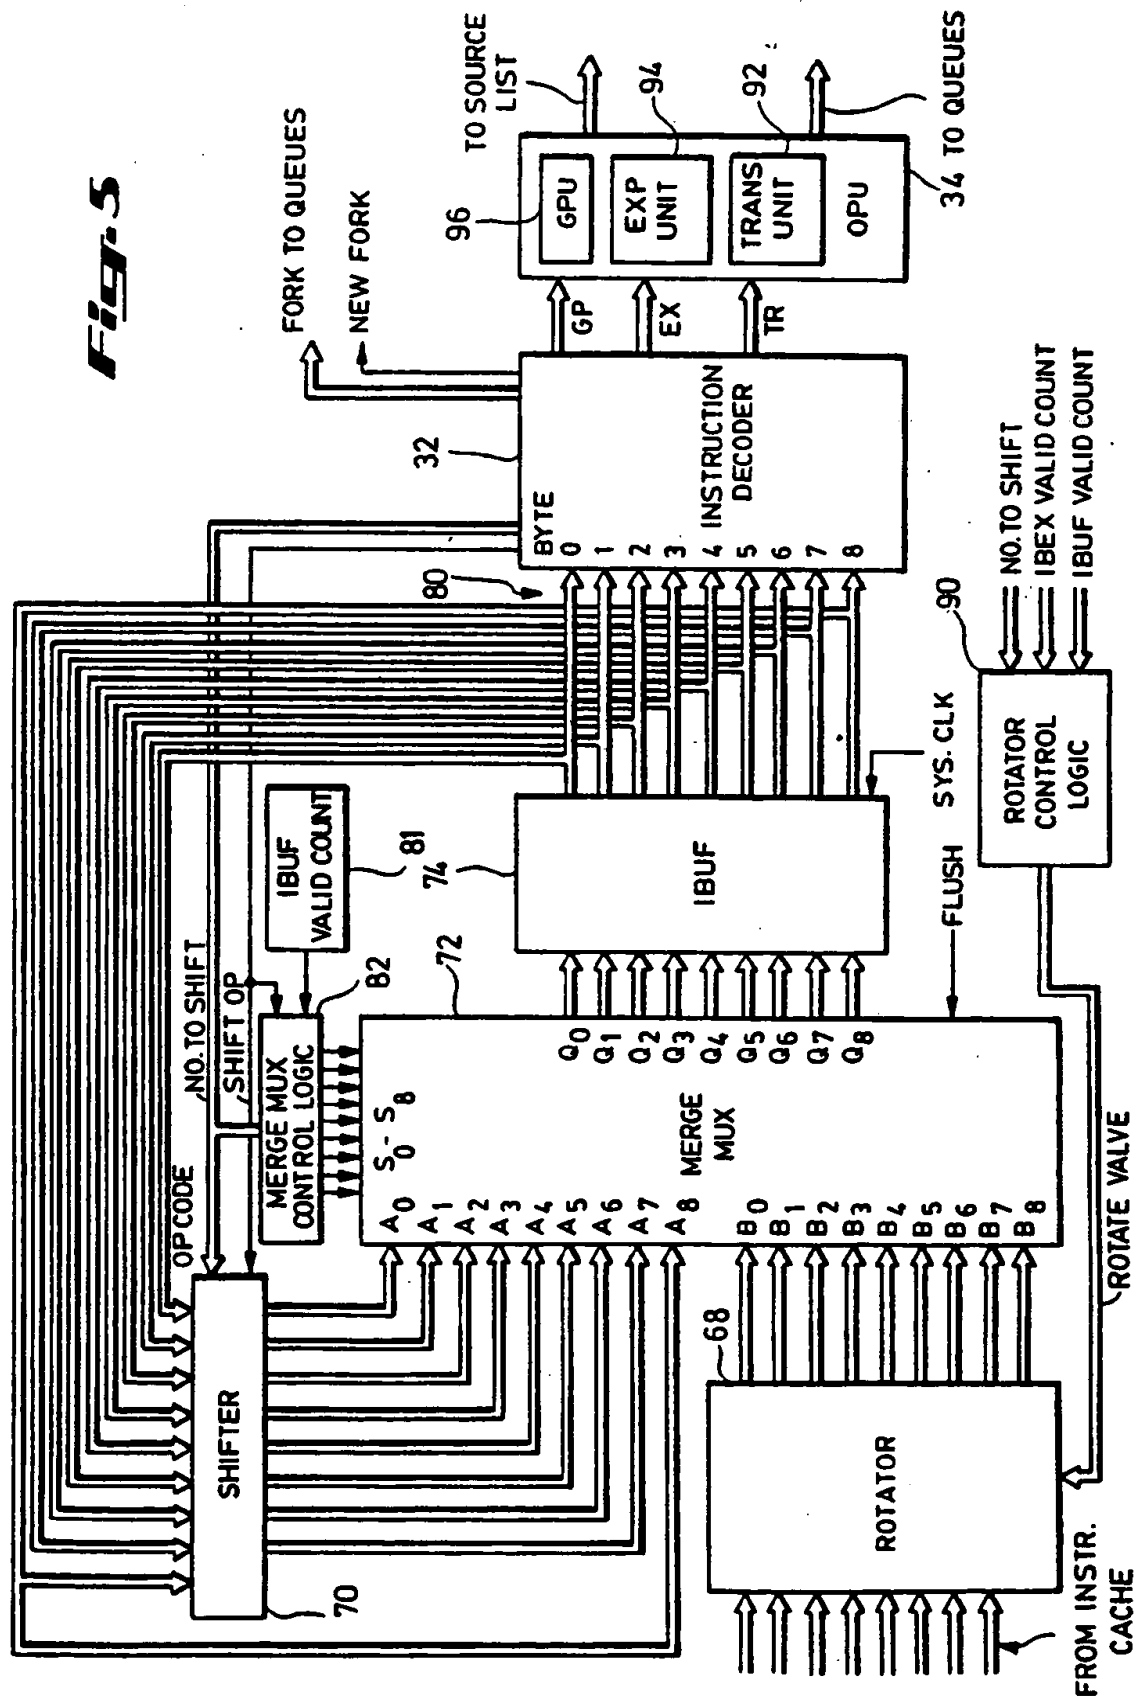 Fig-5
TO SOURCE
LIST
FORK TO QUEUES
NEW FORK
96
94
92
GPU
EXP
UNIT
TRANS
UNIT
OPU
34
TO QUEUES
GP
EX
TR
32
BYTE
0
1
2
3
4
5
6
7
8
INSTRUCTION
DECODER
80
NO. TO SHIFT
IBEX VALID COUNT
IBUF VALID COUNT
90
ROTATOR
CONTROL
LOGIC
SYS. CLK
FLUSH
IBUF
VALID COUNT
81
74
IBUF
OPCODE
NO. TO SHIFT
SHIFT OP
MERGE MUX
CONTROL LOGIC
82
72
S0 - S8
Q0
Q1
Q2
Q3
Q4
Q5
Q6
Q7
Q8
MERGE
MUX
A0
A1
A2
A3
A4
A5
A6
A7
A8
B0
B1
B2
B3
B4
B5
B6
B7
B8
SHIFTER
70
68
ROTATOR
ROTATE VALVE
FROM INSTR.
CACHE